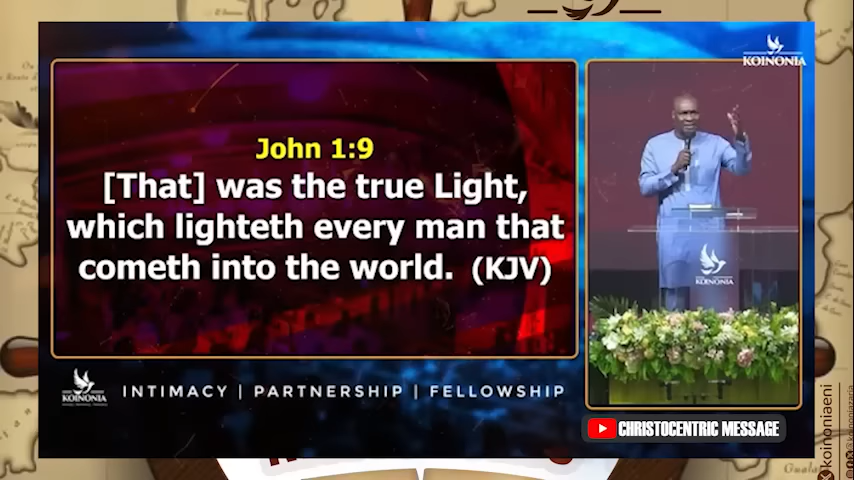 KOINONIA
John 1:9
[That] was the true Light,
which lighteth every man that
cometh into the world. (KJV)
KOINONIA
KOINONIA
INTIMACY | PARTNERSHIP | FELLOWSHIP
CHRISTOCENTRIC MESSAGE
koinoniaeni